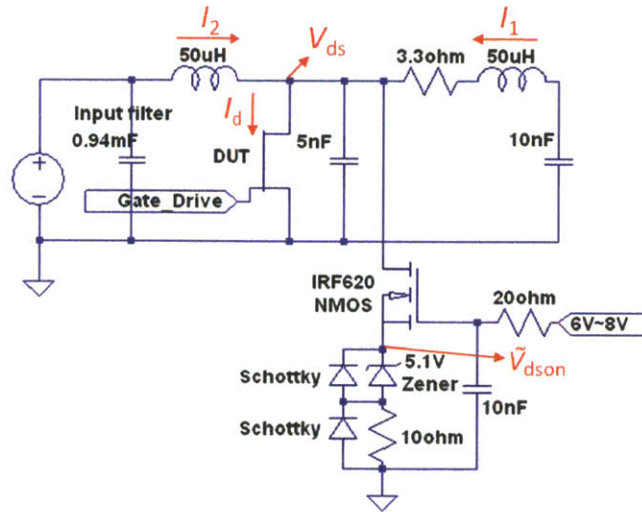 I2
I1
Vds
50uH
3.3ohm
50uH
Input filter
0.94mF
Id
DUT
5nF
10nF
Gate_Drive
IRF620
NMOS
20ohm
6V~8V
Ṽdson
5.1V
Zener
Schottky
10nF
Schottky
10ohm